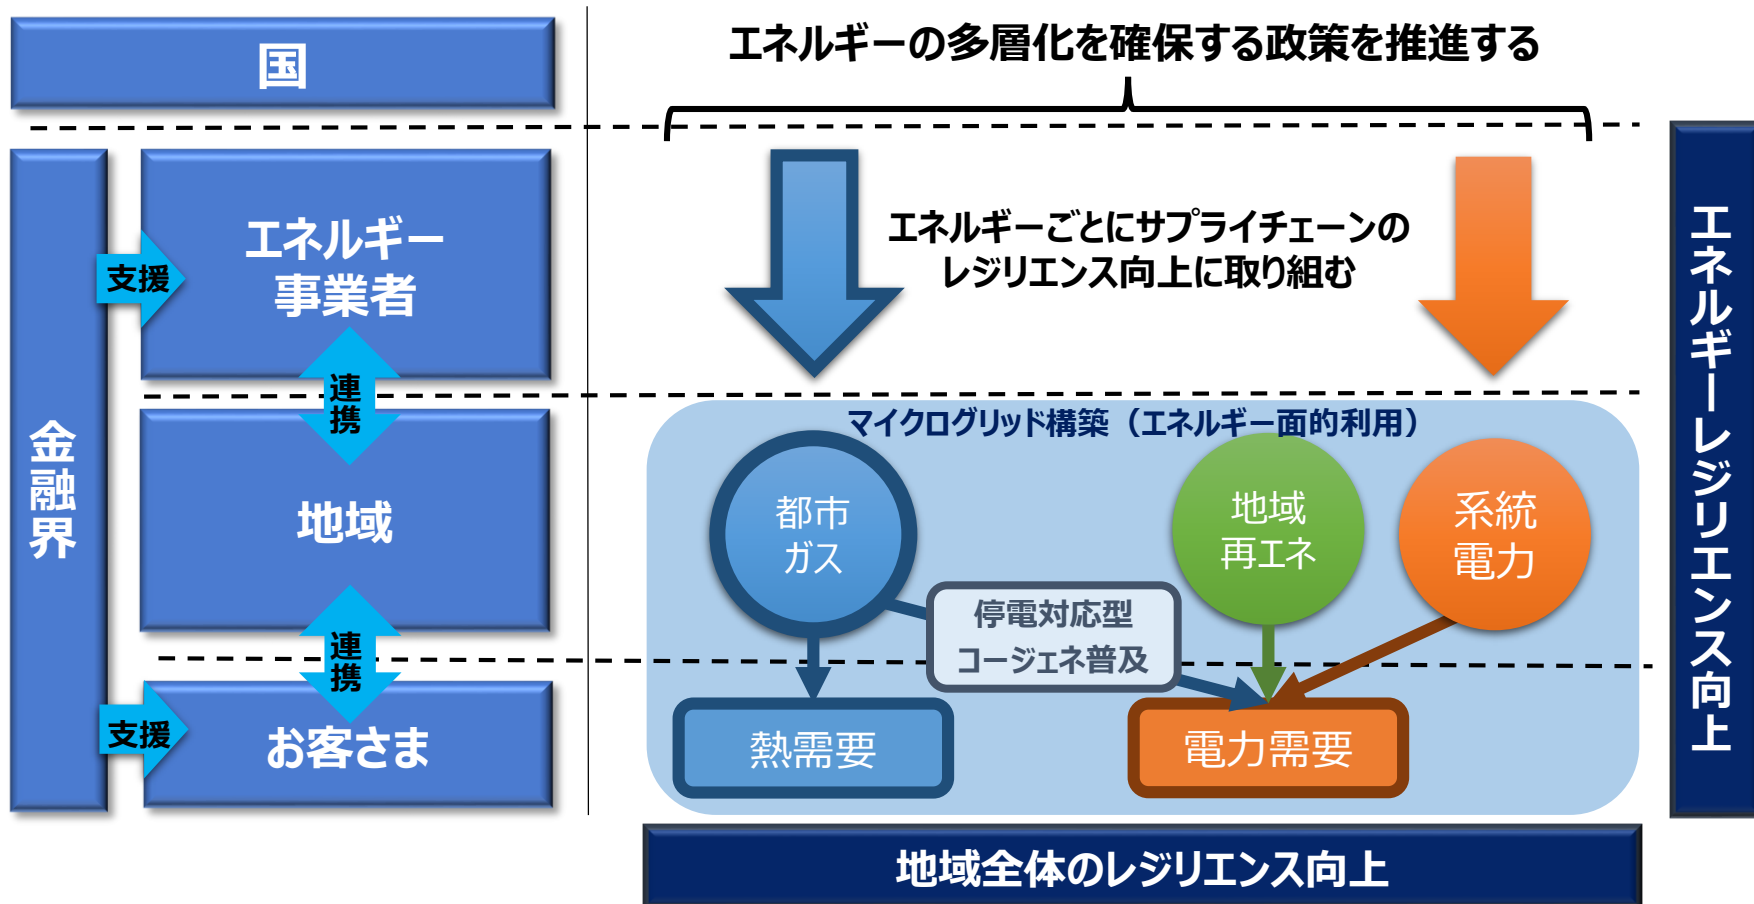 国
エネルギーの多層化を確保する政策を推進する
エネルギー
事業者
支援
エネルギーごとにサプライチェーンの
レジリエンス向上に取り組む
連携
金融界
地域
マイクログリッド構築（エネルギー面的利用）
都市
ガス
地域
再エネ
系統
電力
停電対応型
コージェネ普及
連携
支援
お客さま
熱需要
電力需要
エネルギーレジリエンス向上
地域全体のレジリエンス向上